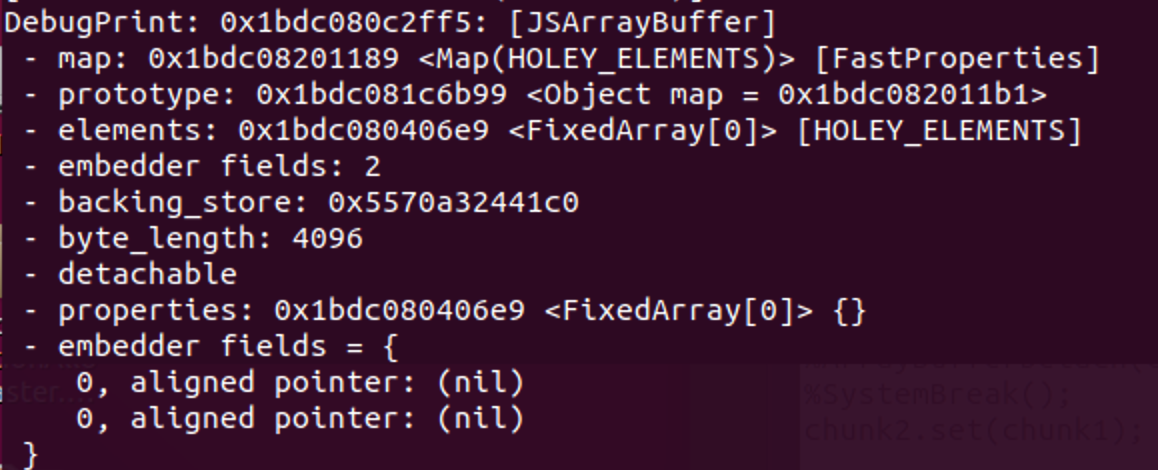 DebugPrint: 0x1bdc080c2ff5: [JSArrayBuffer]
- map: 0x1bdc08201189 <Map(HOLEY_ELEMENTS)> [FastProperties]
- prototype: 0x1bdc081c6b99 <Object map = 0x1bdc082011b1>
- elements: 0x1bdc080406e9 <FixedArray[0]> [HOLEY_ELEMENTS]
- embedder fields: 2
- backing_store: 0x5570a32441c0
- byte_length: 4096
- detachable
- properties: 0x1bdc080406e9 <FixedArray[0]> {}
- embedder fields = {
0, aligned pointer: (nil)
%SystemBreak();
0, aligned pointer: (nil)
chunk2.set(chunk1);
}